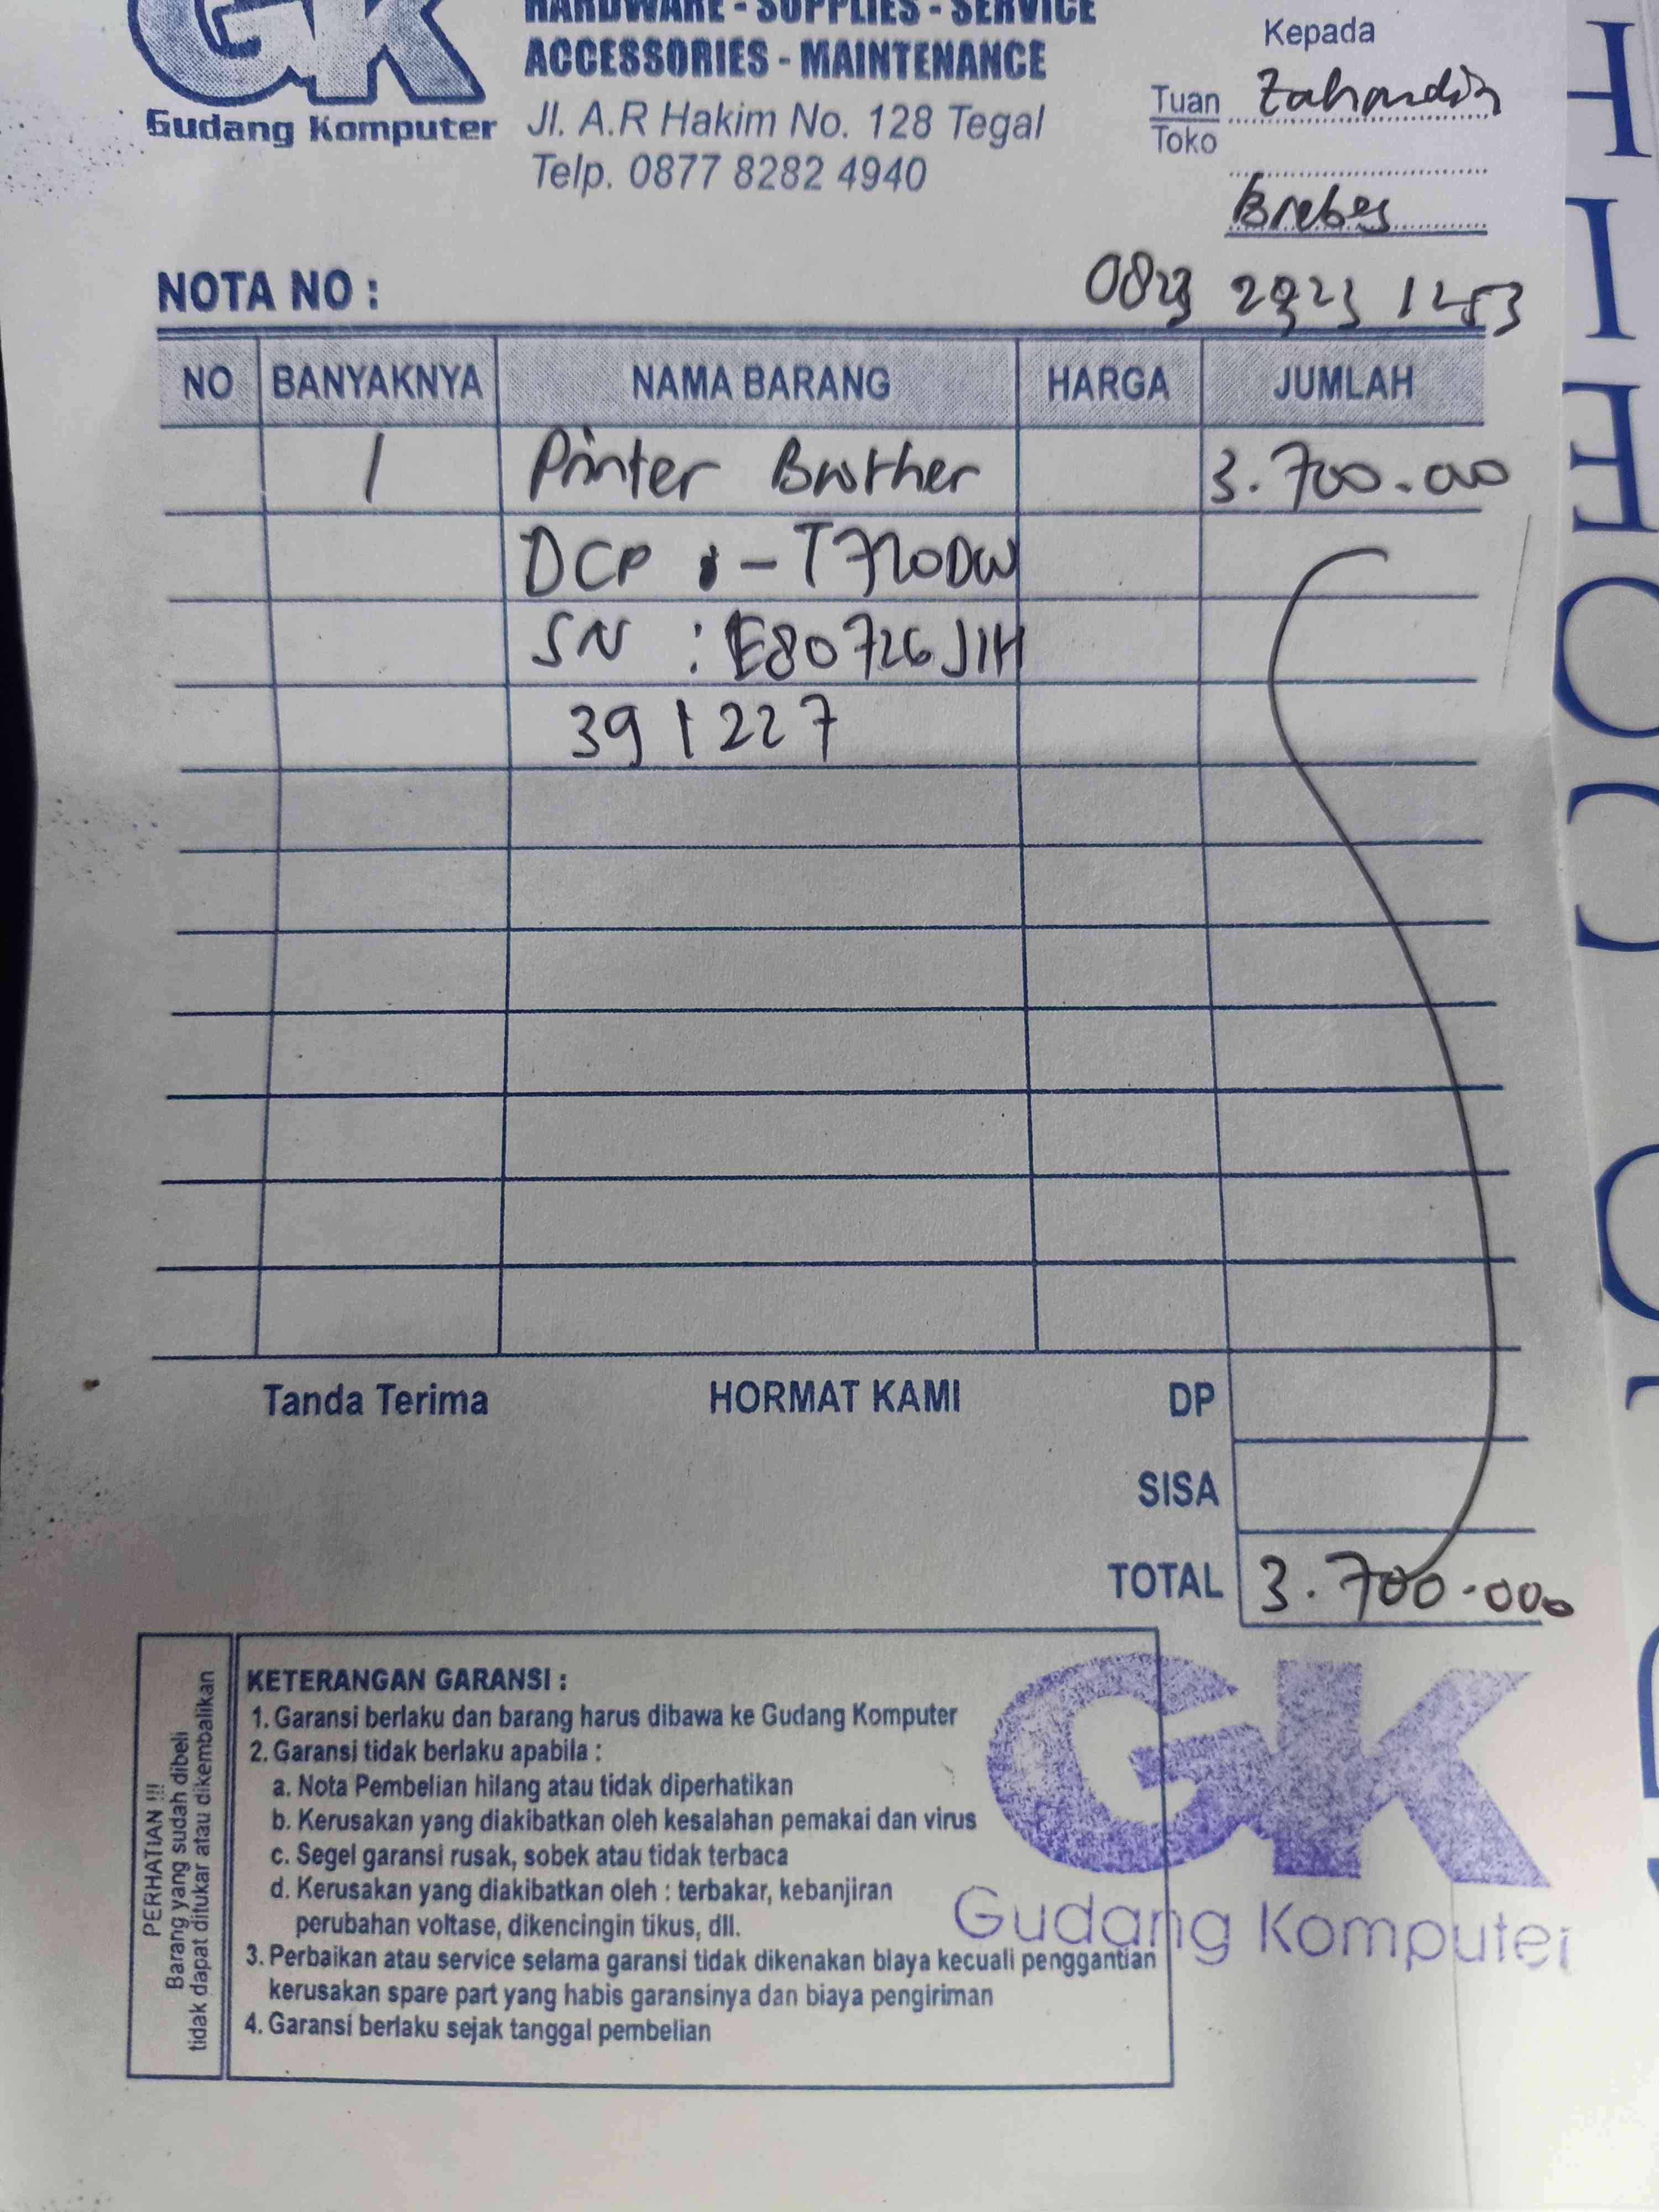 GK
Gudang Komputer
HARDWARE - SUPPLIES - SERVICE
ACCESSORIES - MAINTENANCE
Jl. A.R Hakim No. 128 Tegal
Telp. 0877 8282 4940
Kepada
Tuan
Toko
Brebes
NOTA NO :
NO BANYAKNYA NAMA BARANG HARGA JUMLAH
1 Printer Brother 3.700.000
DCP - T720DW
SN : E80726J1H
391227
Tanda Terima HORMAT KAMI DP
SISA
TOTAL 3.700.000
PERHATIAN !!!
Barang yang sudah dibeli
tidak dapat ditukar atau dikembalikan
KETERANGAN GARANSI :
1. Garansi berlaku dan barang harus dibawa ke Gudang Komputer
2. Garansi tidak berlaku apabila :
a. Nota Pembelian hilang atau tidak diperhatikan
b. Kerusakan yang diakibatkan oleh kesalahan pemakai dan virus
c. Segel garansi rusak, sobek atau tidak terbaca
d. Kerusakan yang diakibatkan oleh : terbakar, kebanjiran
perubahan voltase, dikencingin tikus, dll.
3. Perbaikan atau service selama garansi tidak dikenakan biaya kecuali penggantian
kerusakan spare part yang habis garansinya dan biaya pengiriman
4. Garansi berlaku sejak tanggal pembelian
GK
Gudang Komputer